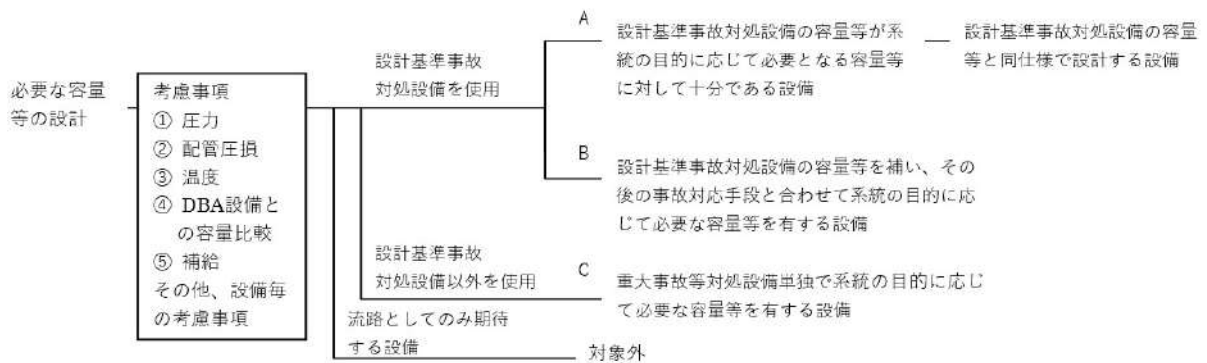 必要な容量
等の設計
考慮事項
① 圧力
② 配管圧損
③ 温度
④ DBA設備と
の容量比較
⑤ 補給
その他、設備毎
の考慮事項
設計基準事故
対処設備を使用
A
設計基準事故対処設備の容量等が系
統の目的に応じて必要となる容量等
に対して十分である設備
設計基準事故対処設備の容量
等と同仕様で設計する設備
B
設計基準事故対処設備の容量等を補い、その
後の事故対応手段と合わせて系統の目的に応
じて必要な容量等を有する設備
設計基準事故
対処設備以外を使用
C
重大事故等対処設備単独で系統の目的に応じ
て必要な容量等を有する設備
流路としてのみ期待
する設備
対象外